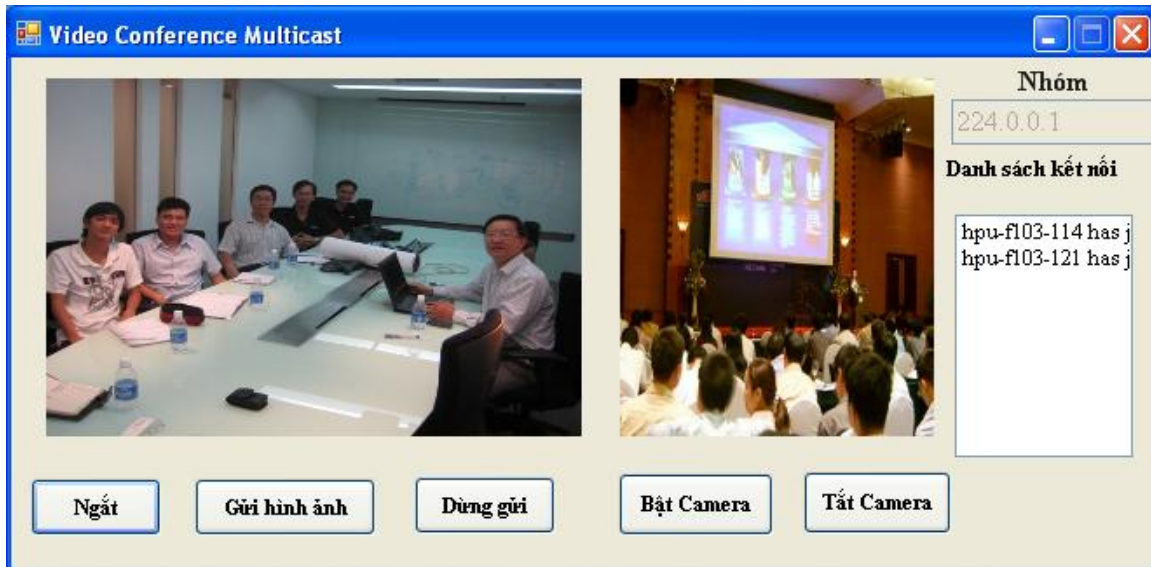 Video Conference Multicast
Nhóm
224.0.0.1
Danh sách kết nối
hpu-f103-114 has j
hpu-f103-121 has j
Ngắt
Gửi hình ảnh
Dừng gửi
Bật Camera
Tắt Camera